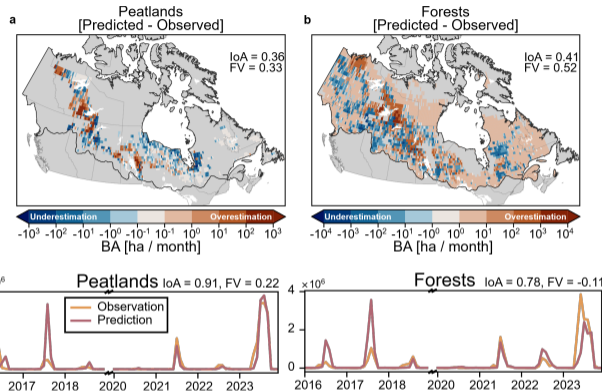 a
Peatlands
[Predicted - Observed]
IoA = 0.36
FV = 0.33
Underestimation
Overestimation
-10³ -10² -10¹ -10⁰ -10⁻¹ 10⁰ 10¹ 10² 10³
BA [ha / month]
b
Forests
[Predicted - Observed]
IoA = 0.41
FV = 0.52
Underestimation
Overestimation
-10⁴ -10³ -10² -10¹ 10⁰ 10¹ 10² 10³ 10⁴
BA [ha / month]
Peatlands IoA = 0.91, FV = 0.22
Observation
Prediction
2017 2018 2020 2021 2022 2023
Forests IoA = 0.78, FV = -0.11
×10⁶
4
2
0
2016 2017 2018 2020 2021 2022 2023